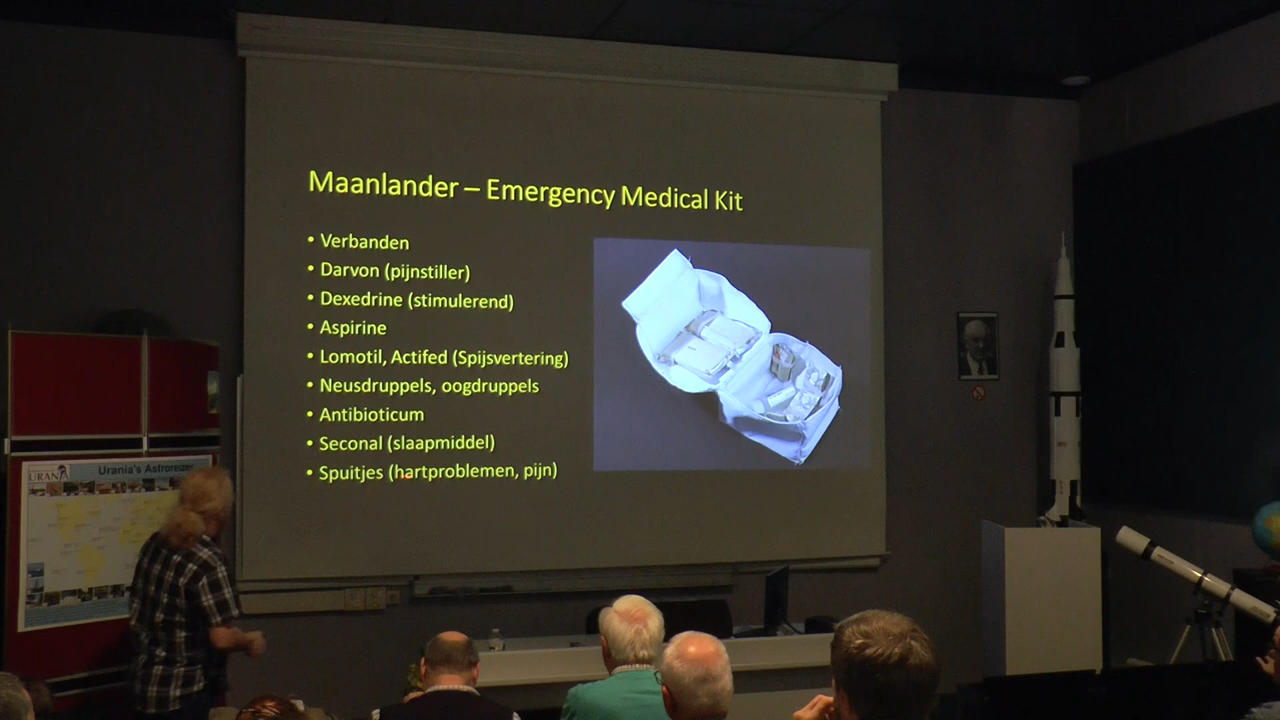 Maanlander – Emergency Medical Kit
• Verbanden
• Darvon (pijnstiller)
• Dexedrine (stimulerend)
• Aspirine
• Lomotil, Actifed (Spijsvertering)
• Neusdruppels, oogdruppels
• Antibioticum
• Seconal (slaapmiddel)
• Spuitjes (hartproblemen, pijn)
URANIA
Urania's Astroreizen